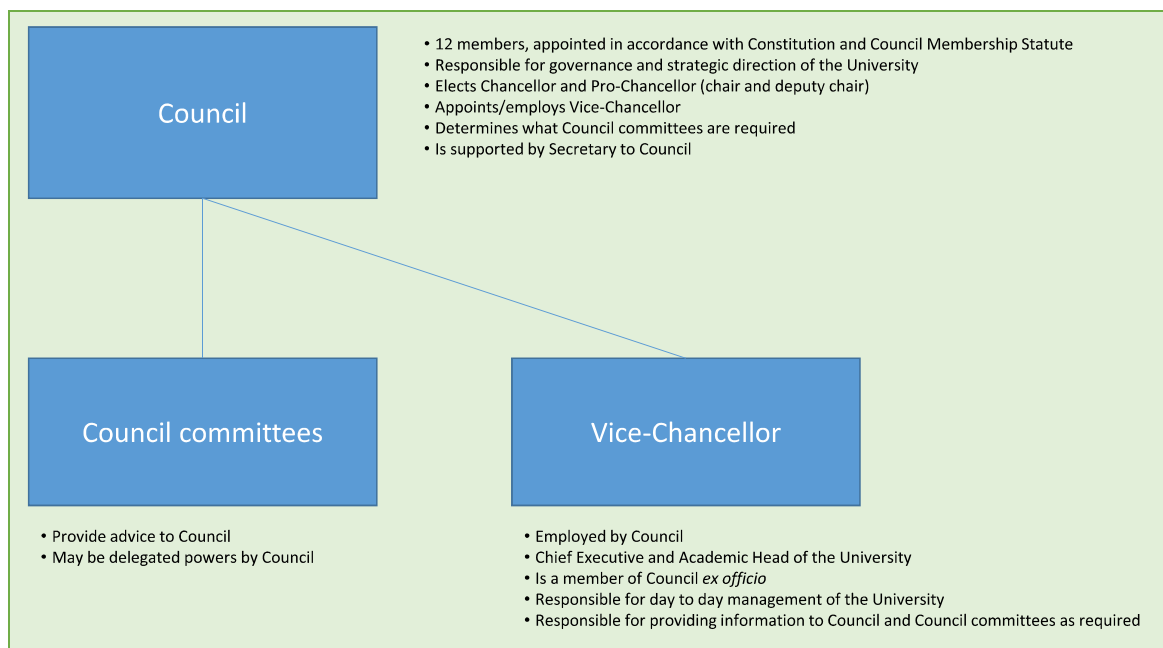 Council
• 12 members, appointed in accordance with Constitution and Council Membership Statute
• Responsible for governance and strategic direction of the University
• Elects Chancellor and Pro-Chancellor (chair and deputy chair)
• Appoints/employs Vice-Chancellor
• Determines what Council committees are required
• Is supported by Secretary to Council
Council committees
• Provide advice to Council
• May be delegated powers by Council
Vice-Chancellor
• Employed by Council
• Chief Executive and Academic Head of the University
• Is a member of Council ex officio
• Responsible for day to day management of the University
• Responsible for providing information to Council and Council committees as required